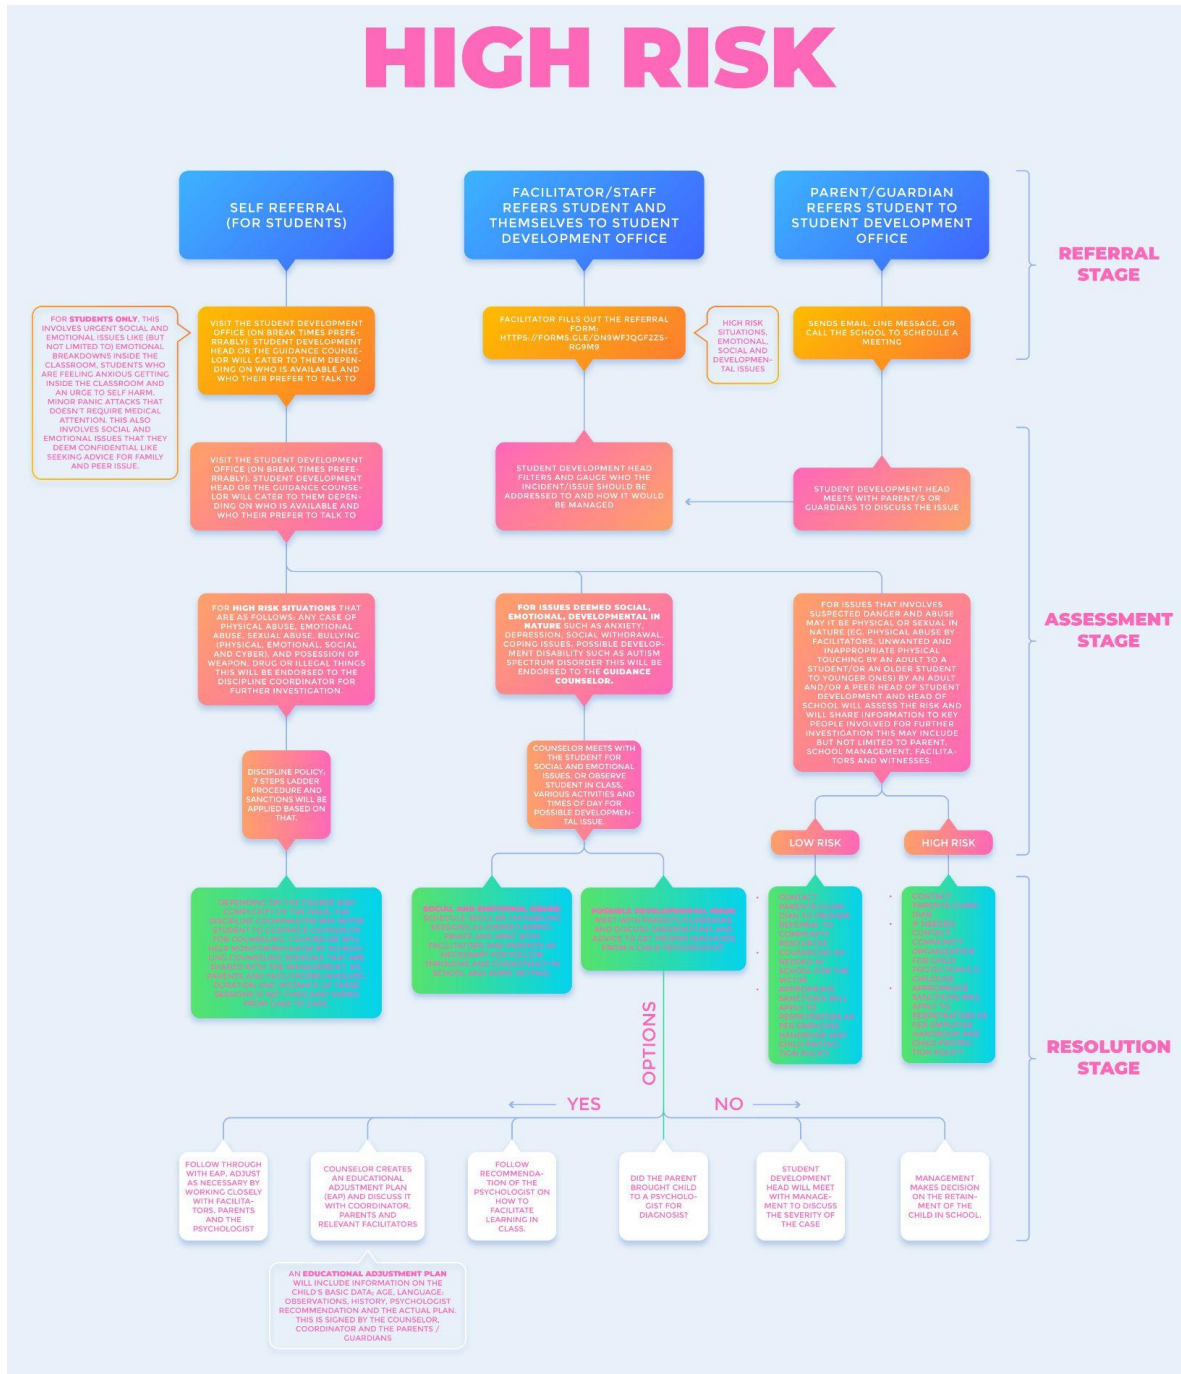 HIGH RISK
SELF REFERRAL
(FOR STUDENTS)
FACILITATOR/STAFF
REFERS STUDENT AND
THEMSELVES TO STUDENT
DEVELOPMENT OFFICE
PARENT/GUARDIAN
REFERS STUDENT TO
STUDENT DEVELOPMENT
OFFICE
REFERRAL
STAGE
FOR STUDENTS ONLY, THIS
INVOLVES URGENT SOCIAL AND
EMOTIONAL ISSUES LIKE (BUT
NOT LIMITED TO) EMOTIONAL
BREAKDOWNS INSIDE THE
CLASSROOM, STUDENTS WHO
ARE FEELING ANXIOUS GETTING
INSIDE THE CLASSROOM AND
AN URGE TO SELF HARM,
MINOR PANIC ATTACKS THAT
DOESN'T REQUIRE MEDICAL
ATTENTION. THIS ALSO
INVOLVES SOCIAL AND
EMOTIONAL ISSUES THAT THEY
DEEM CONFIDENTIAL LIKE
SEEKING ADVICE FOR FAMILY
AND PEER ISSUE.
VISIT THE STUDENT DEVELOPMENT
OFFICE (ON BREAK TIMES PREFE-
RRABLY). STUDENT DEVELOPMENT
HEAD OR THE GUIDANCE COUNSE-
LOR WILL CATER TO THEM DEPEN-
DING ON WHO IS AVAILABLE AND
WHO THEIR PREFER TO TALK TO
FACILITATOR FILLS OUT THE REFERRAL
FORM:
HTTPS://FORMS.GLE/DN9WFJQGF2ZS-
RG9M9
HIGH RISK
SITUATIONS,
EMOTIONAL,
SOCIAL AND
DEVELOPMEN-
TAL ISSUES
SENDS EMAIL, LINE MESSAGE, OR
CALL THE SCHOOL TO SCHEDULE A
MEETING
VISIT THE STUDENT DEVELOPMENT
OFFICE (ON BREAK TIMES PREFE-
RRABLY). STUDENT DEVELOPMENT
HEAD OR THE GUIDANCE COUNSE-
LOR WILL CATER TO THEM DEPEN-
DING ON WHO IS AVAILABLE AND
WHO THEIR PREFER TO TALK TO
STUDENT DEVELOPMENT HEAD
FILTERS AND GAUGE WHO THE
INCIDENT/ISSUE SHOULD BE
ADDRESSED TO AND HOW IT WOULD
BE MANAGED
STUDENT DEVELOPMENT HEAD
MEETS WITH PARENT/S OR
GUARDIANS TO DISCUSS THE ISSUE
ASSESSMENT
STAGE
FOR HIGH RISK SITUATIONS THAT
ARE AS FOLLOWS: ANY CASE OF
PHYSICAL ABUSE, EMOTIONAL
ABUSE, SEXUAL ABUSE, BULLYING
(PHYSICAL, EMOTIONAL, SOCIAL
AND CYBER), AND POSESSION OF
WEAPON, DRUG OR ILLEGAL THINGS
THIS WILL BE ENDORSED TO THE
DISCIPLINE COORDINATOR FOR
FURTHER INVESTIGATION.
FOR ISSUES DEEMED SOCIAL,
EMOTIONAL, DEVELOPMENTAL IN
NATURE SUCH AS ANXIETY,
DEPRESSION, SOCIAL WITHDRAWAL,
COPING ISSUES, POSSIBLE DEVELOP-
MENT DISABILITY SUCH AS AUTISM
SPECTRUM DISORDER THIS WILL BE
ENDORSED TO THE GUIDANCE
COUNSELOR.
FOR ISSUES THAT INVOLVES
SUSPECTED DANGER AND ABUSE
MAY IT BE PHYSICAL OR SEXUAL IN
NATURE (EG. PHYSICAL ABUSE BY
FACILITATORS, UNWANTED AND
INAPPROPRIATE PHYSICAL
TOUCHING BY AN ADULT TO A
STUDENT/OR AN OLDER STUDENT
TO YOUNGER ONES) BY AN ADULT
AND/OR A PEER HEAD OF STUDENT
DEVELOPMENT AND HEAD OF
SCHOOL WILL ASSESS THE RISK AND
WILL SHARE INFORMATION TO KEY
PEOPLE INVOLVED FOR FURTHER
INVESTIGATION THIS MAY INCLUDE
BUT NOT LIMITED TO PARENT,
SCHOOL MANAGEMENT, FACILITA-
TORS AND WITNESSES.
DISCIPLINE POLICY,
7 STEPS LADDER
PROCEDURE AND
SANCTIONS WILL BE
APPLIED BASED ON
THAT.
COUNSELOR MEETS WITH
THE STUDENT FOR
SOCIAL AND EMOTIONAL
ISSUES, OR OBSERVE
STUDENT IN CLASS,
VARIOUS ACTIVITIES AND
TIMES OF DAY FOR
POSSIBLE DEVELOPMEN-
TAL ISSUE.
LOW RISK
HIGH RISK
SOCIAL AND EMOTIONAL ISSUES
POSSIBLE DEVELOPMENTAL ISSUE
RESOLUTION
STAGE
OPTIONS
YES
NO
FOLLOW THROUGH
WITH EAP, ADJUST
AS NECESSARY BY
WORKING CLOSELY
WITH FACILITA-
TORS, PARENTS
AND THE
PSYCHOLOGIST
COUNSELOR CREATES
AN EDUCATIONAL
ADJUSTMENT PLAN
(EAP) AND DISCUSS IT
WITH COORDINATOR,
PARENTS AND
RELEVANT FACILITATORS
FOLLOW
RECOMMENDA-
TION OF THE
PSYCHOLOGIST ON
HOW TO
FACILITATE
LEARNING IN
CLASS.
DID THE PARENT
BROUGHT CHILD
TO A PSYCHOLO-
GIST FOR
DIAGNOSIS?
STUDENT
DEVELOPMENT
HEAD WILL MEET
WITH MANAGE-
MENT TO DISCUSS
THE SEVERITY OF
THE CASE
MANAGEMENT
MAKES DECISION
ON THE RETAIN-
MENT OF THE
CHILD IN SCHOOL.
AN EDUCATIONAL ADJUSTMENT PLAN
WILL INCLUDE INFORMATION ON THE
CHILD'S BASIC DATA; AGE, LANGUAGE;
OBSERVATIONS, HISTORY, PSYCHOLOGIST
RECOMMENDATION AND THE ACTUAL PLAN.
THIS IS SIGNED BY THE COUNSELOR,
COORDINATOR AND THE PARENTS /
GUARDIANS